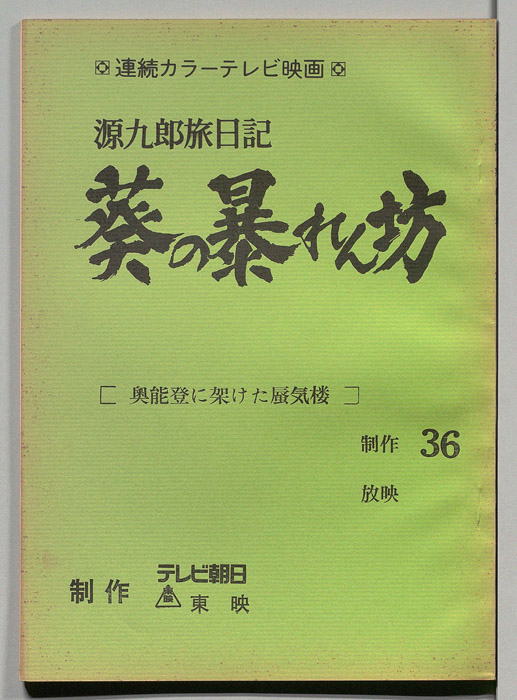 連続カラーテレビ映画
源九郎旅日記
葵の暴れん坊
［ 奥能登に架けた蜃気楼 ］
制作 36
放映
制作 テレビ朝日
東映 東映